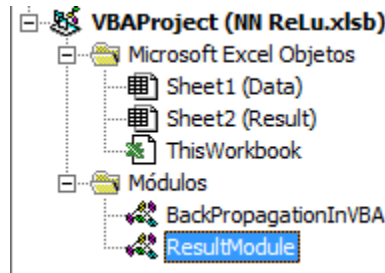 VBAProject (NN ReLu.xlsb)
Microsoft Excel Objetos
Sheet1 (Data)
Sheet2 (Result)
ThisWorkbook
Módulos
BackPropagationInVBA
ResultModule